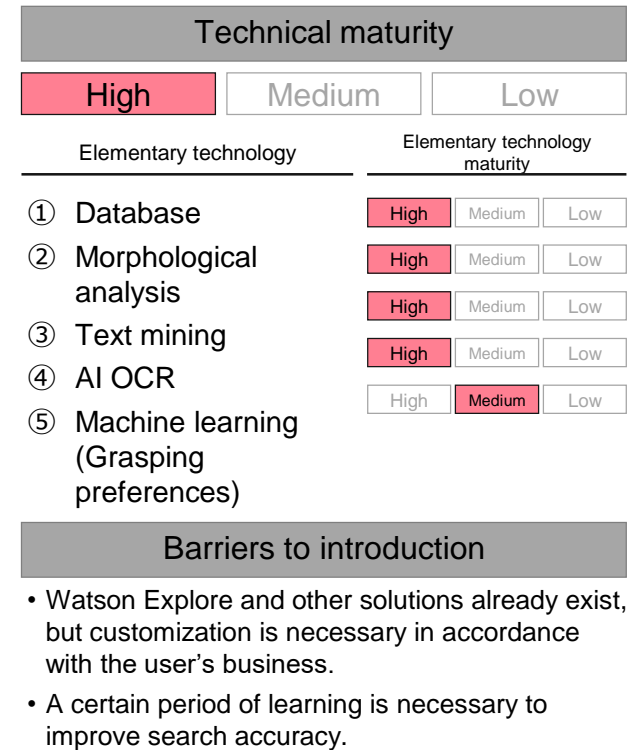 Technical maturity
High Medium Low
Elementary technology
Elementary technology
maturity
① Database
② Morphological
analysis
③ Text mining
④ AI OCR
⑤ Machine learning
(Grasping
preferences)
High Medium Low
High Medium Low
High Medium Low
High Medium Low
High Medium Low
Barriers to introduction
• Watson Explore and other solutions already exist,
but customization is necessary in accordance
with the user's business.
• A certain period of learning is necessary to
improve search accuracy.